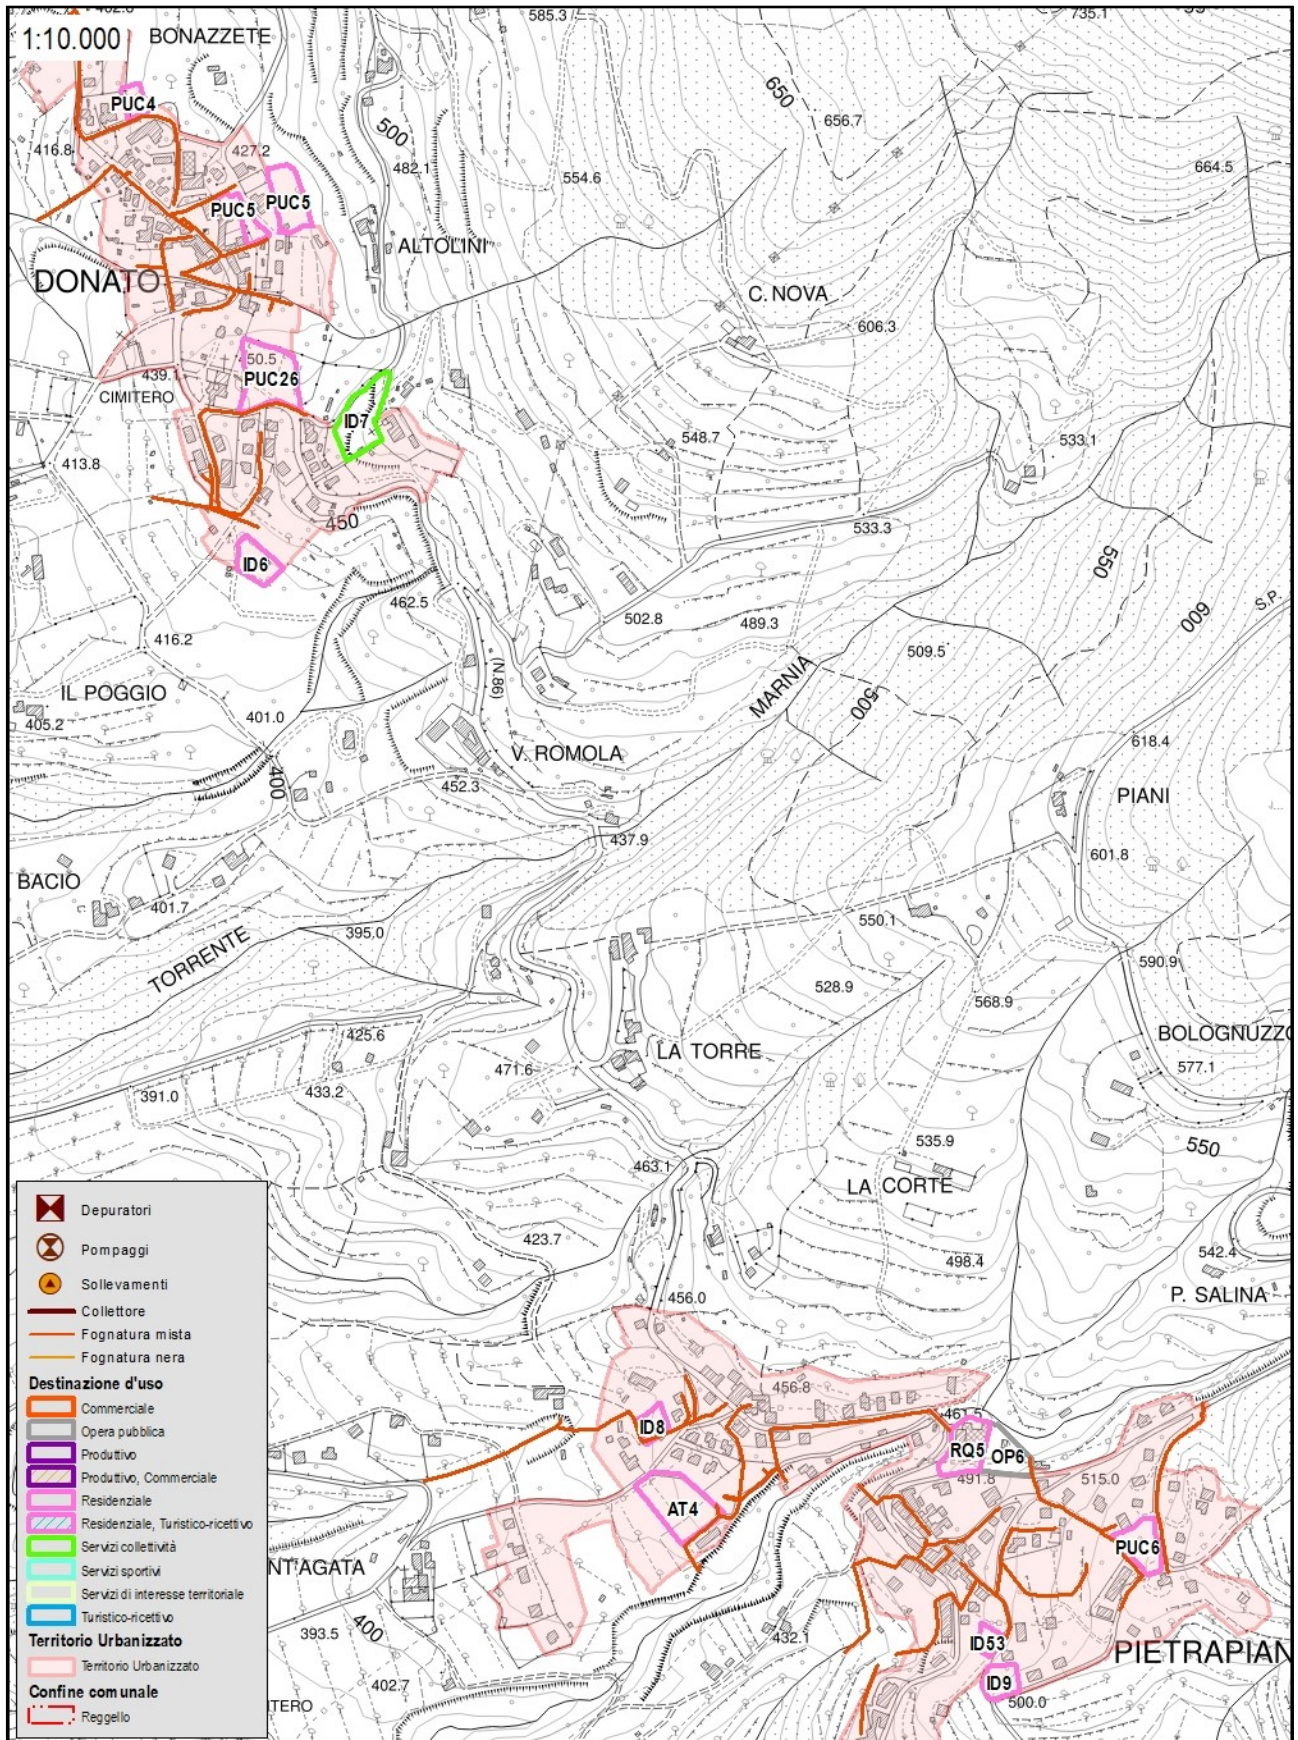 402.8
585.3
735.1
1:10.000
BONAZZETE
650
656.7
PUC4
500
416.8
427.2
482.1
554.6
664.5
PUC5
PUC5
ALTOLINI
DONATO
C. NOVA
606.3
50.5
439.1
PUC26
CIMITERO
ID7
548.7
533.1
413.8
450
533.3
ID6
550
462.5
502.8
489.3
S.P.
600
416.2
509.5
(N.86)
MARNIA
IL POGGIO
500
405.2
401.0
618.4
V. ROMOLA
400
452.3
PIANI
437.9
601.8
BACIO
401.7
550.1
395.0
TORRENTE
590.9
528.9
568.9
425.6
BOLOGNUZZO
LA TORRE
471.6
577.1
433.2
391.0
535.9
550
463.1
LA CORTE
423.7
542.4
498.4
456.0
P. SALINA
Depuratori
Pompaggi
Sollevamenti
Collettore
Fognatura mista
Fognatura nera
Destinazione d'uso
Commerciale
Opera pubblica
Produttivo
Produttivo, Commerciale
Residenziale
Residenziale, Turistico-ricettivo
Servizi collettività
Servizi sportivi
Servizi di interesse territoriale
Turistico-ricettivo
Territorio Urbanizzato
Territorio Urbanizzato
Confine comunale
Reggello
456.8
461.5
ID8
RQ5
OP6
491.8
515.0
AT4
PUC6
NT'AGATA
400
393.5
432.1
ID53
PIETRAPIAN
402.7
ID9
500.0
ITERO